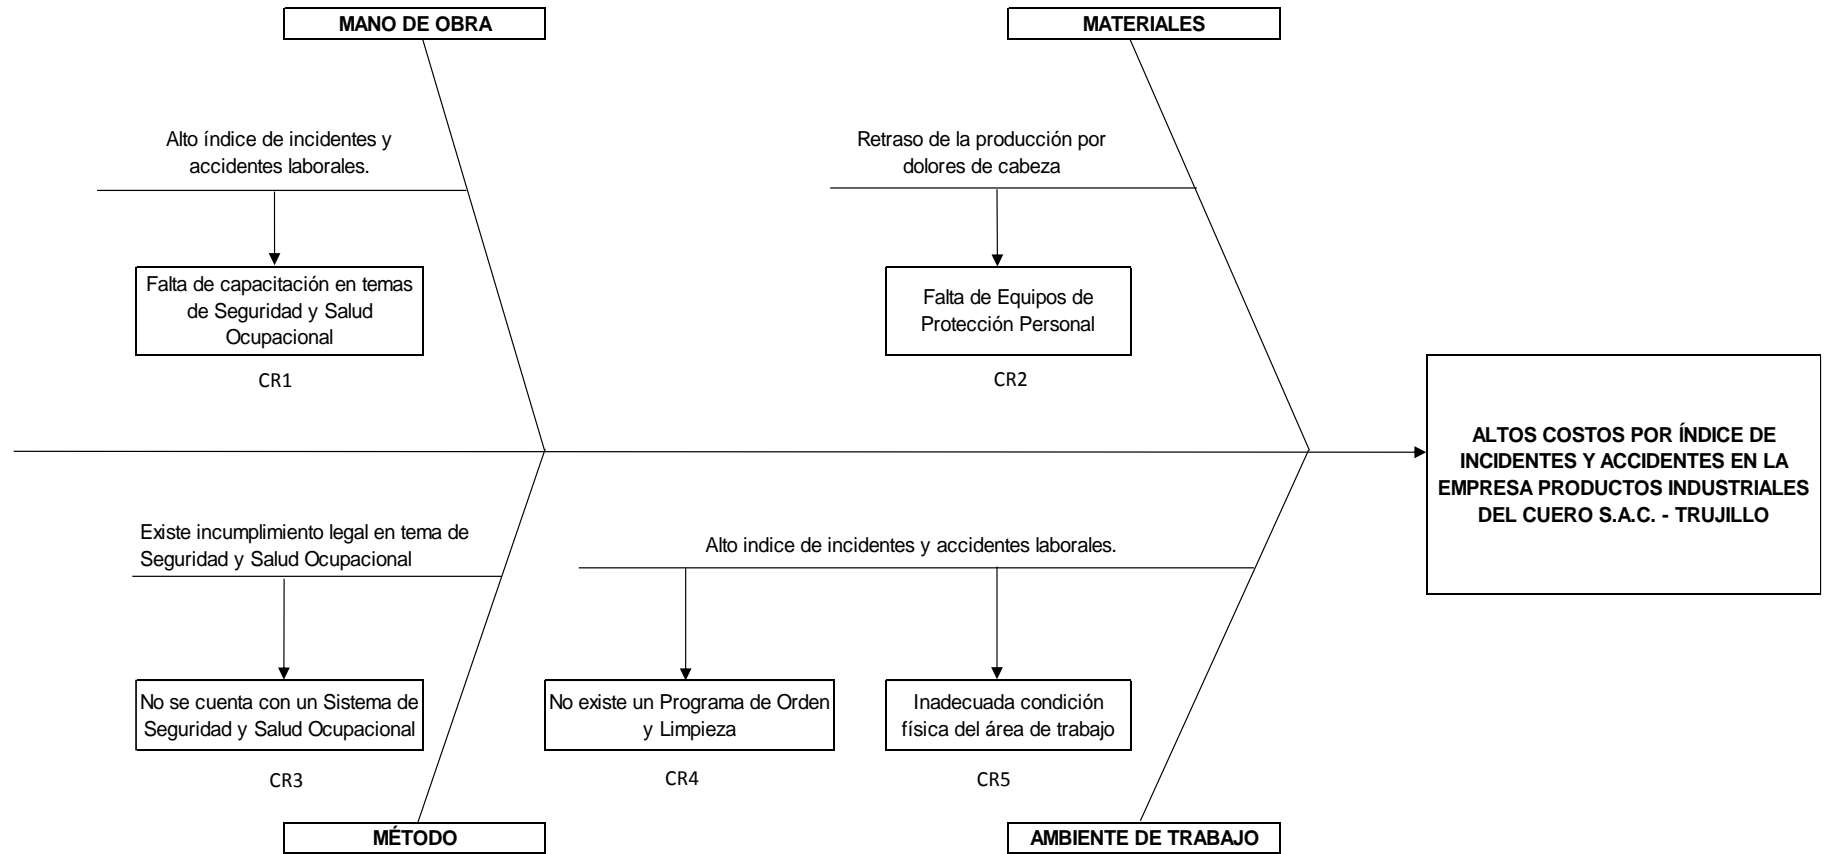 MANO DE OBRA
MATERIALES
Alto índice de incidentes y
accidentes laborales.
Retraso de la producción por
dolores de cabeza
Falta de capacitación en temas
de Seguridad y Salud
Ocupacional
Falta de Equipos de
Protección Personal
CR1
CR2
ALTOS COSTOS POR ÍNDICE DE
INCIDENTES Y ACCIDENTES EN LA
EMPRESA PRODUCTOS INDUSTRIALES
DEL CUERO S.A.C. - TRUJILLO
Existe incumplimiento legal en tema de
Seguridad y Salud Ocupacional
Alto indice de incidentes y accidentes laborales.
No se cuenta con un Sistema de
Seguridad y Salud Ocupacional
No existe un Programa de Orden
y Limpieza
Inadecuada condición
física del área de trabajo
CR3
CR4
CR5
MÉTODO
AMBIENTE DE TRABAJO